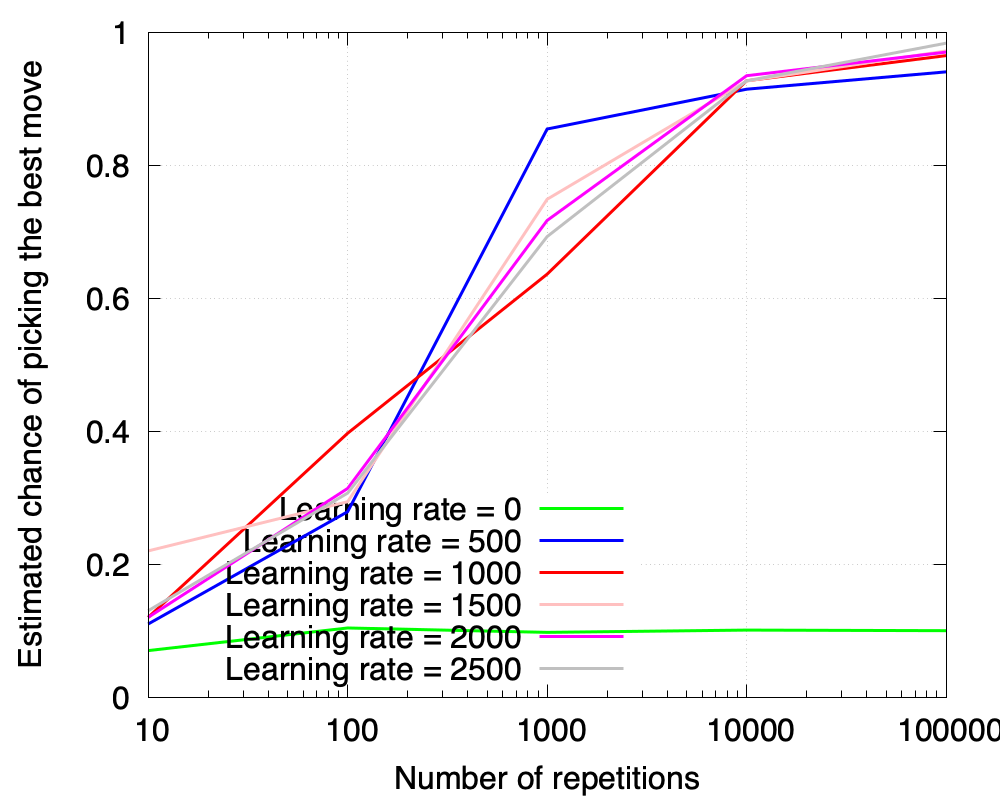 Estimated chance of picking the best move
1
0.8
0.6
0.4
0.2
0
Learning rate = 0
Learning rate = 500
Learning rate = 1000
Learning rate = 1500
Learning rate = 2000
Learning rate = 2500
10 100 1000 10000 100000
Number of repetitions